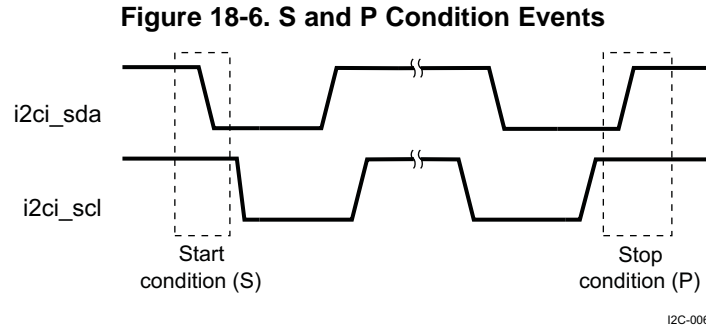 Figure 18-6. S and P Condition Events
i2ci_sda
i2ci_scl
Start
condition (S)
Stop
condition (P)
I2C-006